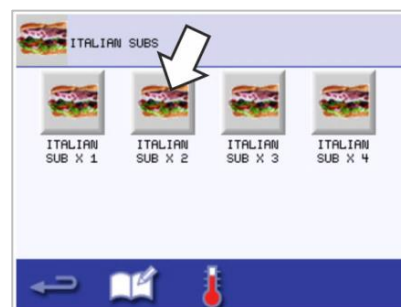 ITALIAN SUBS
ITALIAN SUB X 1
ITALIAN SUB X 2
ITALIAN SUB X 3
ITALIAN SUB X 4